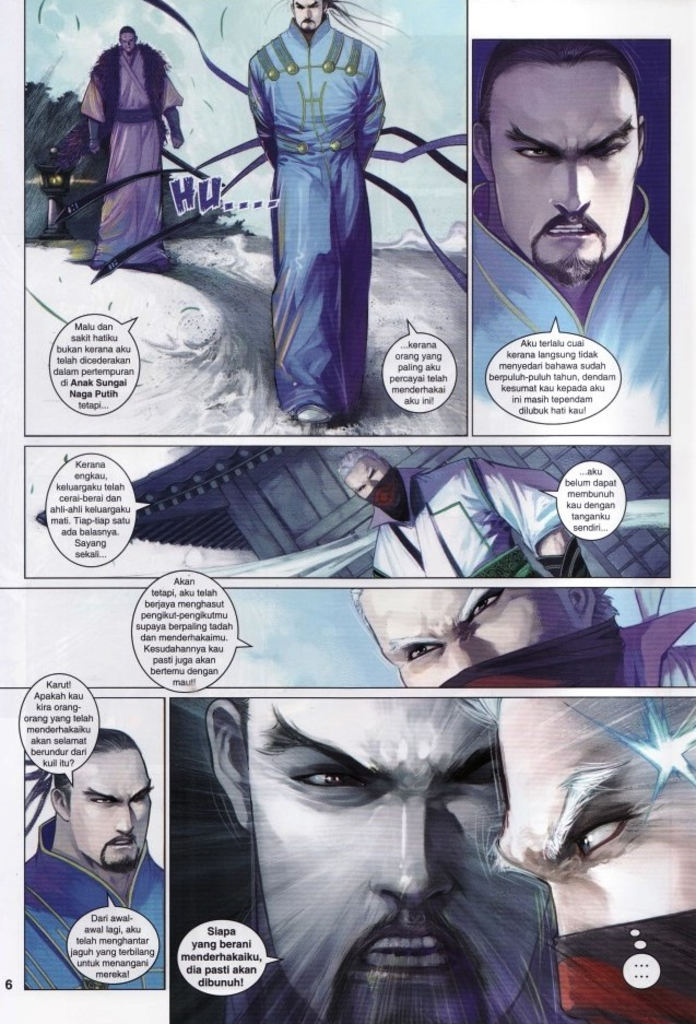 HU....
Malu dan
sakit hatiku
bukan kerana aku
telah dicederakan
dalam pertempuran
di Anak Sungai
Naga Putih
tetapi...
...kerana
orang yang
paling aku
percayai telah
menderhakai
aku ini!
Aku terlalu cuai
kerana langsung tidak
menyedari bahawa sudah
berpuluh-puluh tahun, dendam
kesumat kau kepada aku
ini masih terpendam
dilubuk hati kau!
Kerana
engkau,
keluargaku telah
cerai-berai dan
ahli-ahli keluargaku
mati. Tiap-tiap satu
ada balasnya.
Sayang
sekali...
...aku
belum dapat
membunuh
kau dengan
tanganku
sendiri...
Akan
tetapi, aku telah
berjaya menghasut
pengikut-pengikutmu
supaya berpaling tadah
dan menderhakaimu.
Kesudahannya kau
pasti juga akan
bertemu dengan
maut!!
Karut!
Apakah kau
kira orang-
orang yang telah
menderhakaiku
akan selamat
berundur dari
kuil itu?
Dari awal-
awal lagi, aku
telah menghantar
jaguh yang terbilang
untuk menangani
mereka!
Siapa
yang berani
menderhakaiku,
dia pasti akan
dibunuh!
...
...
6